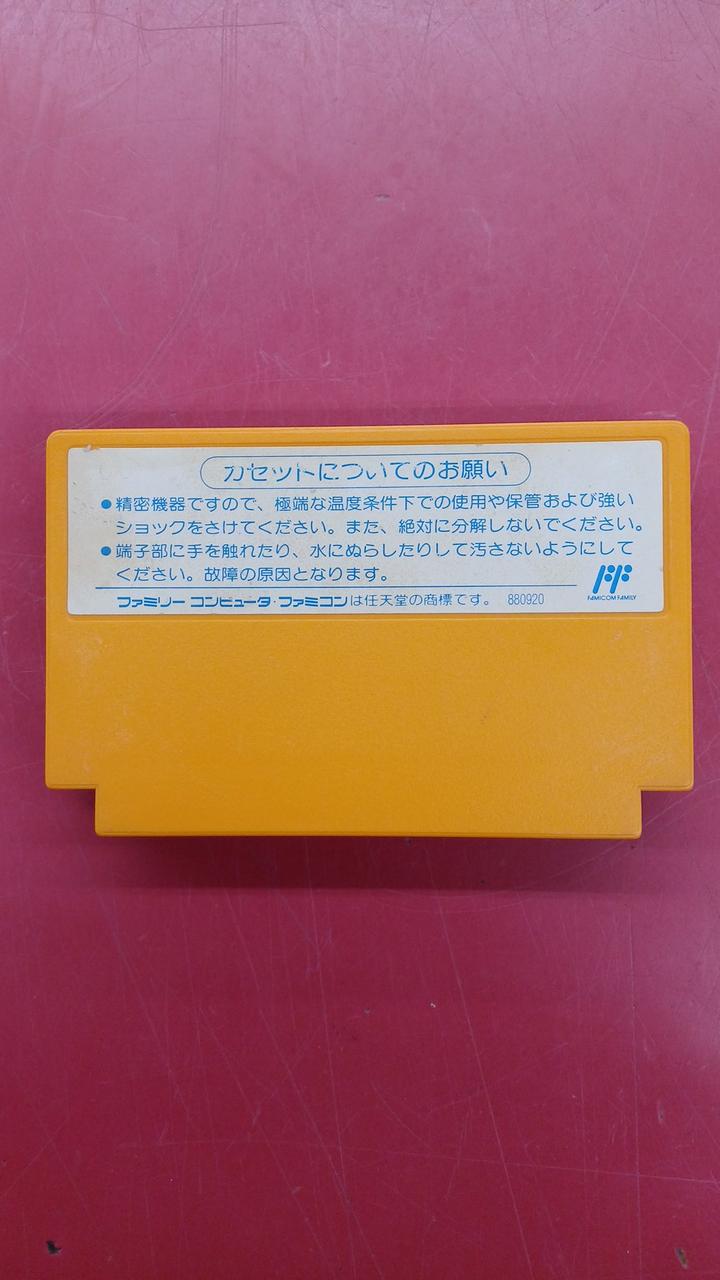 カセットについてのお願い
●精密機器ですので、極端な温度条件下での使用や保管および強い
ショックをさけてください。また、絶対に分解しないでください。
●端子部に手を触れたり、水にぬらしたりして汚さないようにして
ください。故障の原因となります。
FAMICOM FAMILY
ファミリー コンピュータ・ファミコンは任天堂の商標です。 880920